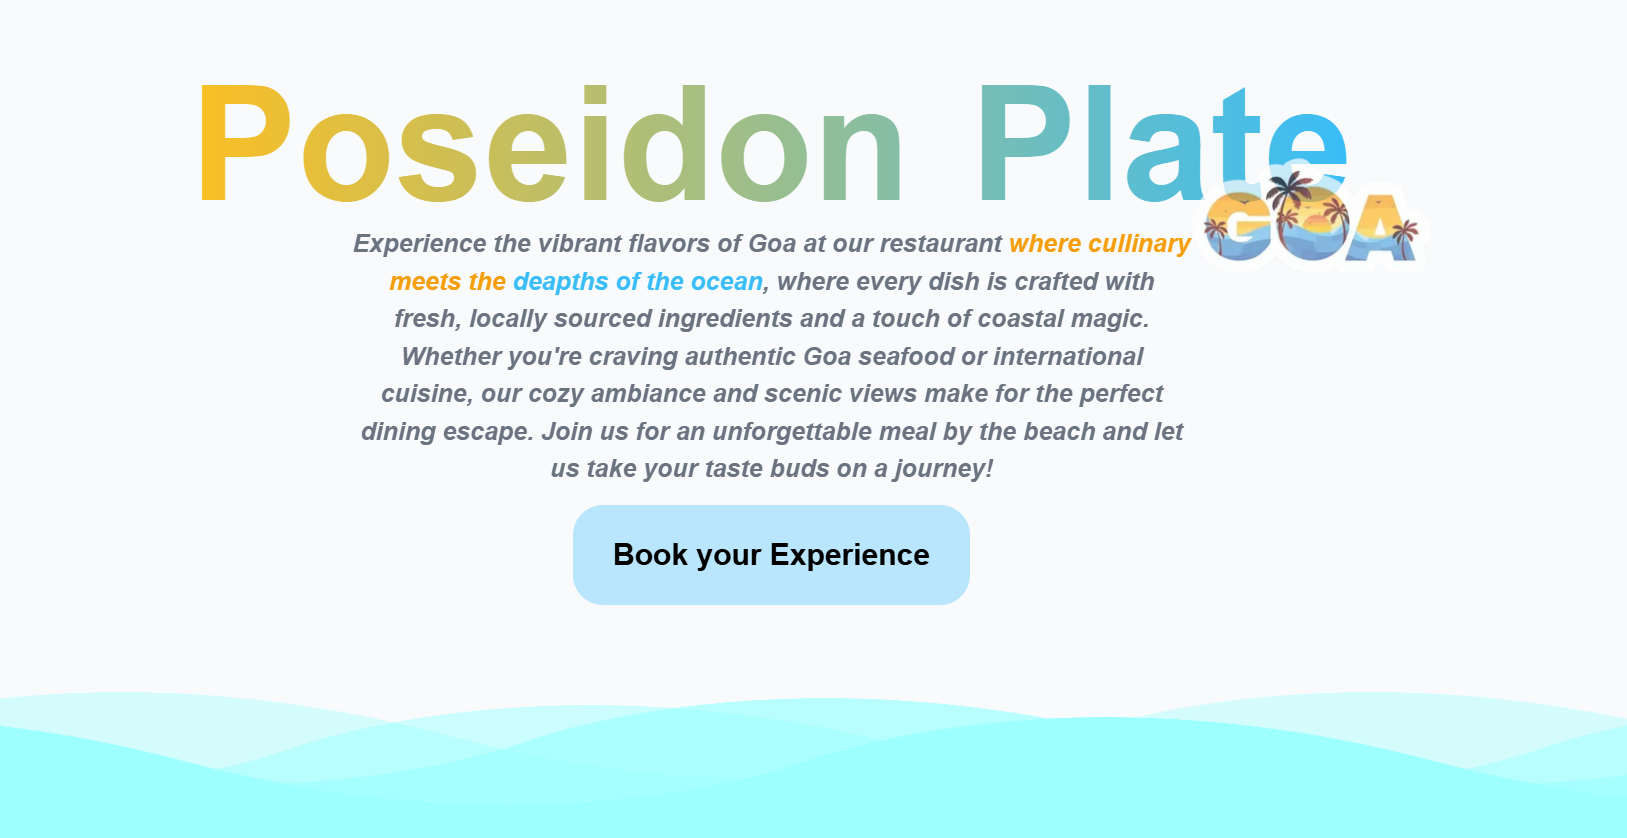 Poseidon Plate
GOA
Experience the vibrant flavors of Goa at our restaurant where cullinary
meets the deapths of the ocean, where every dish is crafted with
fresh, locally sourced ingredients and a touch of coastal magic.
Whether you're craving authentic Goa seafood or international
cuisine, our cozy ambiance and scenic views make for the perfect
dining escape. Join us for an unforgettable meal by the beach and let
us take your taste buds on a journey!
Book your Experience